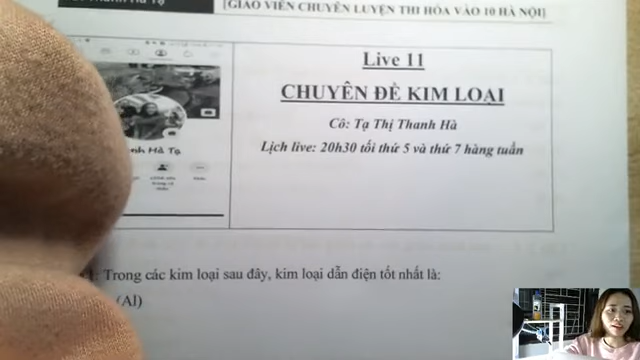 [GIÁO VIÊN CHUYÊN LUYỆN THI HÓA VÀO 10 HÀ NỘI]
Live 11
CHUYÊN ĐỀ KIM LOẠI
Cô: Tạ Thị Thanh Hà
Lịch live: 20h30 tối thứ 5 và thứ 7 hàng tuần
Hà Tạ
Trong các kim loại sau đây, kim loại dẫn điện tốt nhất là:
(Al)